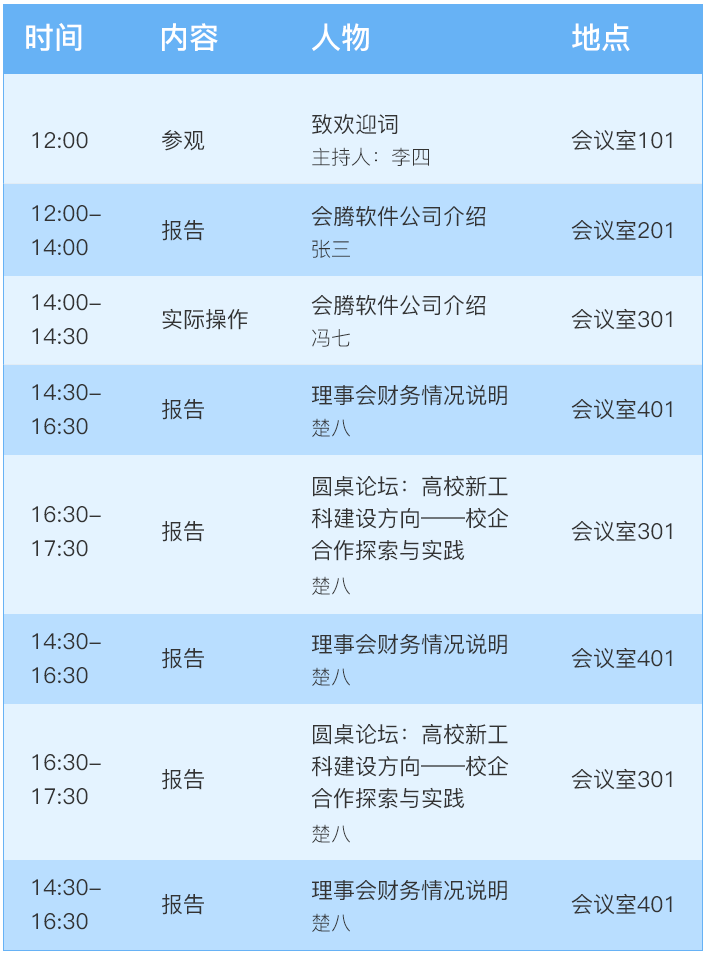 时间 内容 人物 地点
12:00 参观 致欢迎词 会议室101
主持人：李四
12:00–
14:00 报告 会腾软件公司介绍 会议室201
张三
14:00–
14:30 实际操作 会腾软件公司介绍 会议室301
冯七
14:30–
16:30 报告 理事会财务情况说明 会议室401
楚八
16:30–
17:30 报告 圆桌论坛：高校新工
科建设方向——校企
合作探索与实践
楚八
会议室301
14:30–
16:30 报告 理事会财务情况说明 会议室401
楚八
16:30–
17:30 报告 圆桌论坛：高校新工
科建设方向——校企
合作探索与实践
楚八
会议室301
14:30–
16:30 报告 理事会财务情况说明 会议室401
楚八